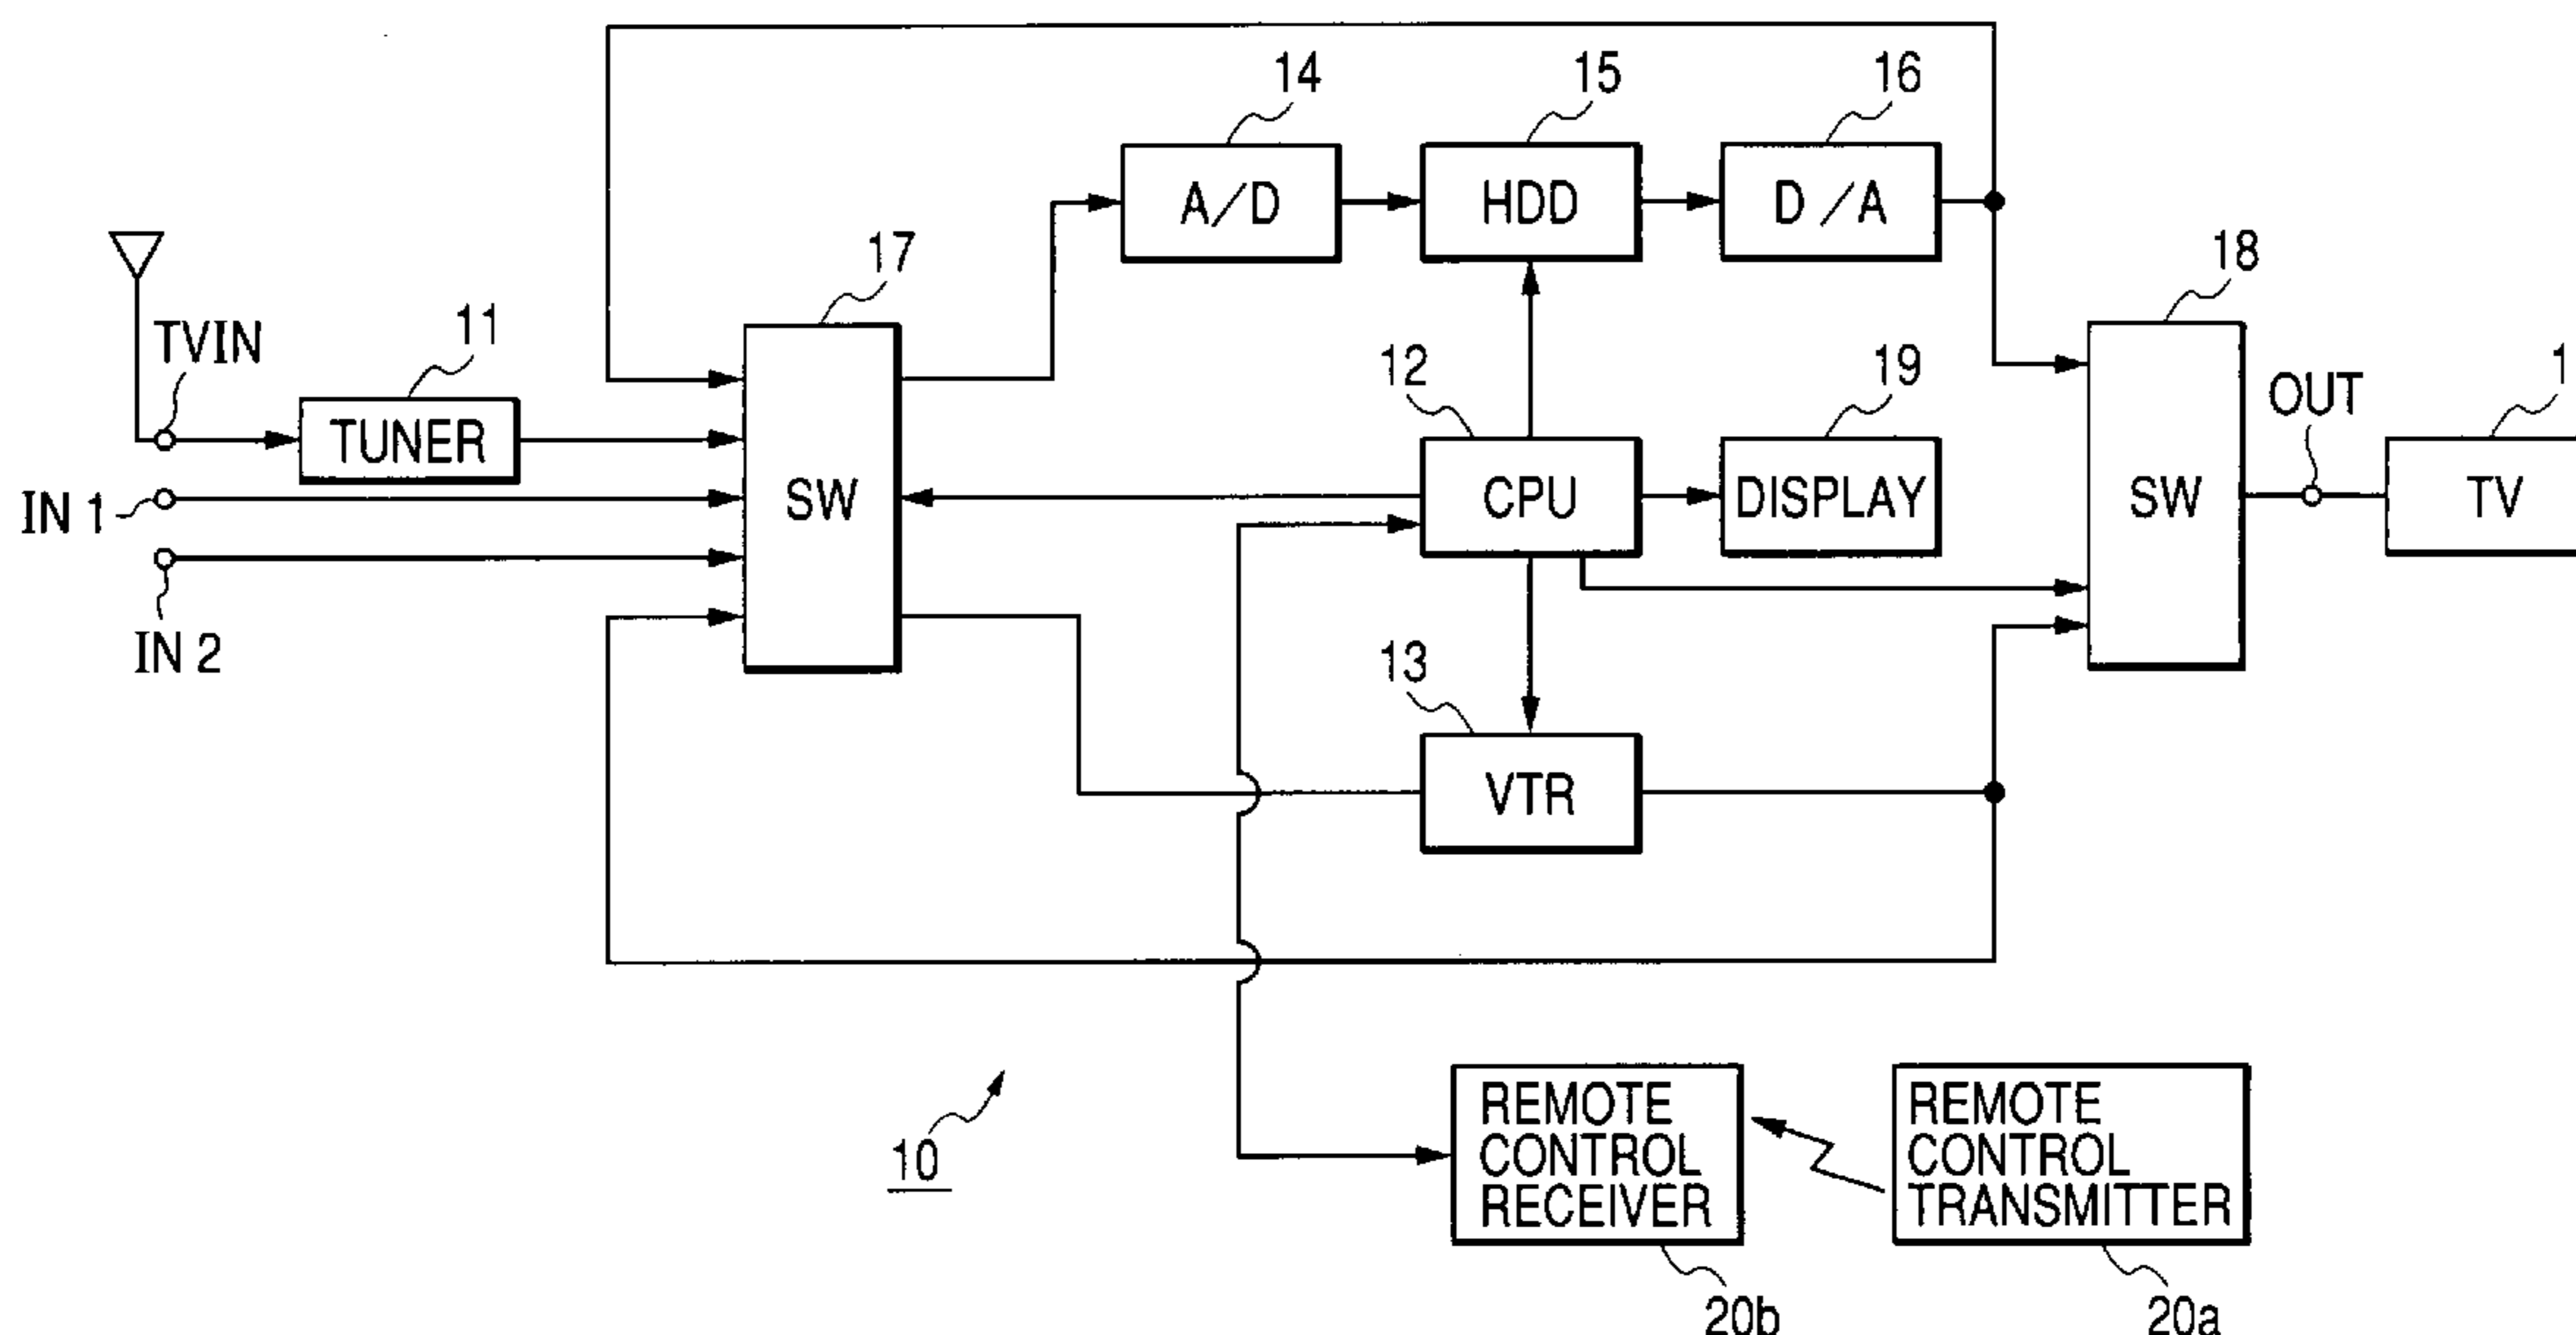 14
15
16
A/D
HDD
D/A
17
18
TVIN
11
12
19
OUT
1
TUNER
IN 1
SW
CPU
DISPLAY
SW
TV
IN 2
13
VTR
10
REMOTE
CONTROL
RECEIVER
REMOTE
CONTROL
TRANSMITTER
20b
20a